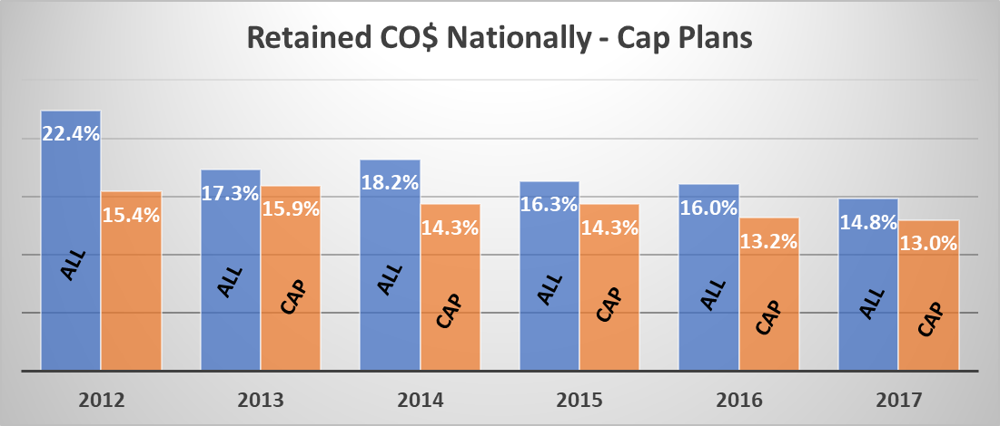 Retained CO$ Nationally - Cap Plans
22.4%
15.4%
ALL
17.3%
15.9%
ALL
CAP
18.2%
14.3%
ALL
CAP
16.3%
14.3%
ALL
CAP
16.0%
13.2%
ALL
CAP
14.8%
13.0%
ALL
CAP
2012
2013
2014
2015
2016
2017